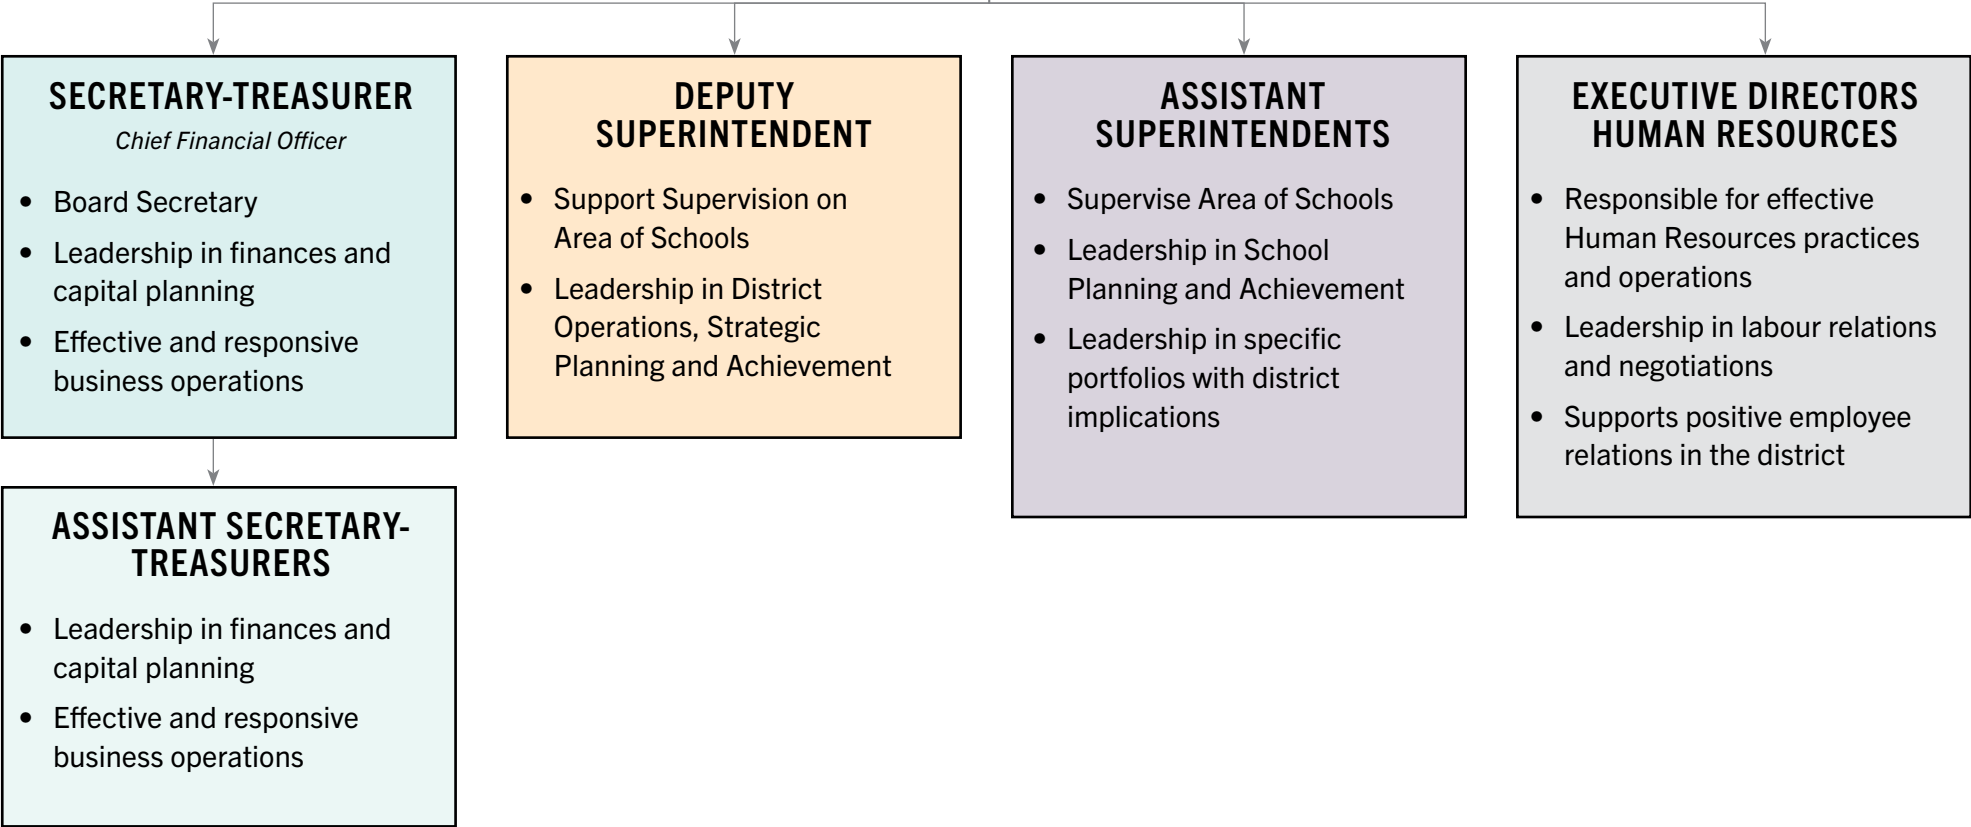 SECRETARY-TREASURER
Chief Financial Officer
• Board Secretary
• Leadership in finances and
capital planning
• Effective and responsive
business operations
DEPUTY
SUPERINTENDENT
• Support Supervision on
Area of Schools
• Leadership in District
Operations, Strategic
Planning and Achievement
ASSISTANT
SUPERINTENDENTS
• Supervise Area of Schools
• Leadership in School
Planning and Achievement
• Leadership in specific
portfolios with district
implications
EXECUTIVE DIRECTORS
HUMAN RESOURCES
• Responsible for effective
Human Resources practices
and operations
• Leadership in labour relations
and negotiations
• Supports positive employee
relations in the district
ASSISTANT SECRETARY-
TREASURERS
• Leadership in finances and
capital planning
• Effective and responsive
business operations